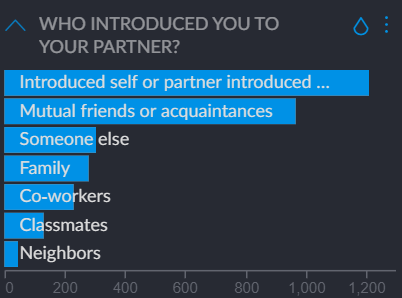 WHO INTRODUCED YOU TO
YOUR PARTNER?
Introduced self or partner introduced ...
Mutual friends or acquaintances
Someone else
Family
Co-workers
Classmates
Neighbors
0 200 400 600 800 1,000 1,200